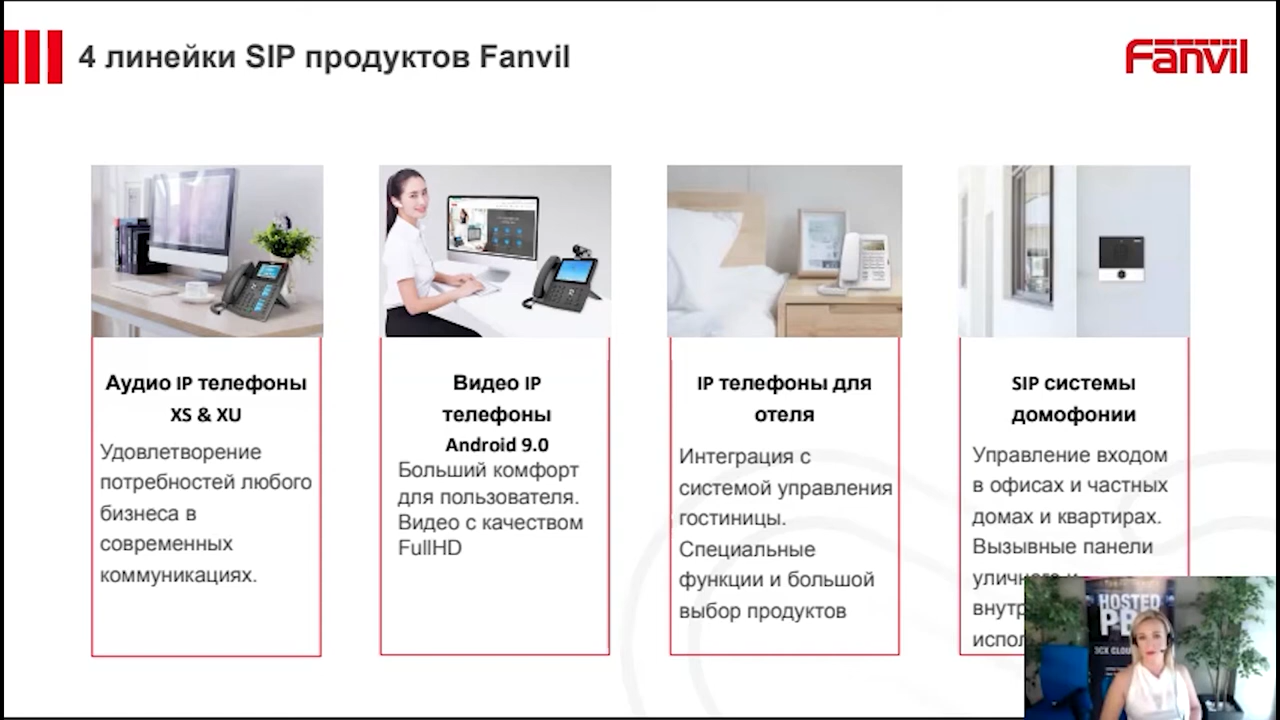 4 линейки SIP продуктов Fanvil
Fanvil
Аудио IP телефоны
XS & XU
Удовлетворение
потребностей любого
бизнеса в
современных
коммуникациях.
Видео IP
телефоны
Android 9.0
Больший комфорт
для пользователя.
Видео с качеством
FullHD
IP телефоны для
отеля
Интеграция с
системой управления
гостиницы.
Специальные
функции и большой
выбор продуктов
SIP системы
домофонии
Управление входом
в офисах и частных
домах и квартирах.
Вызывные панели
HOSTED
3CX